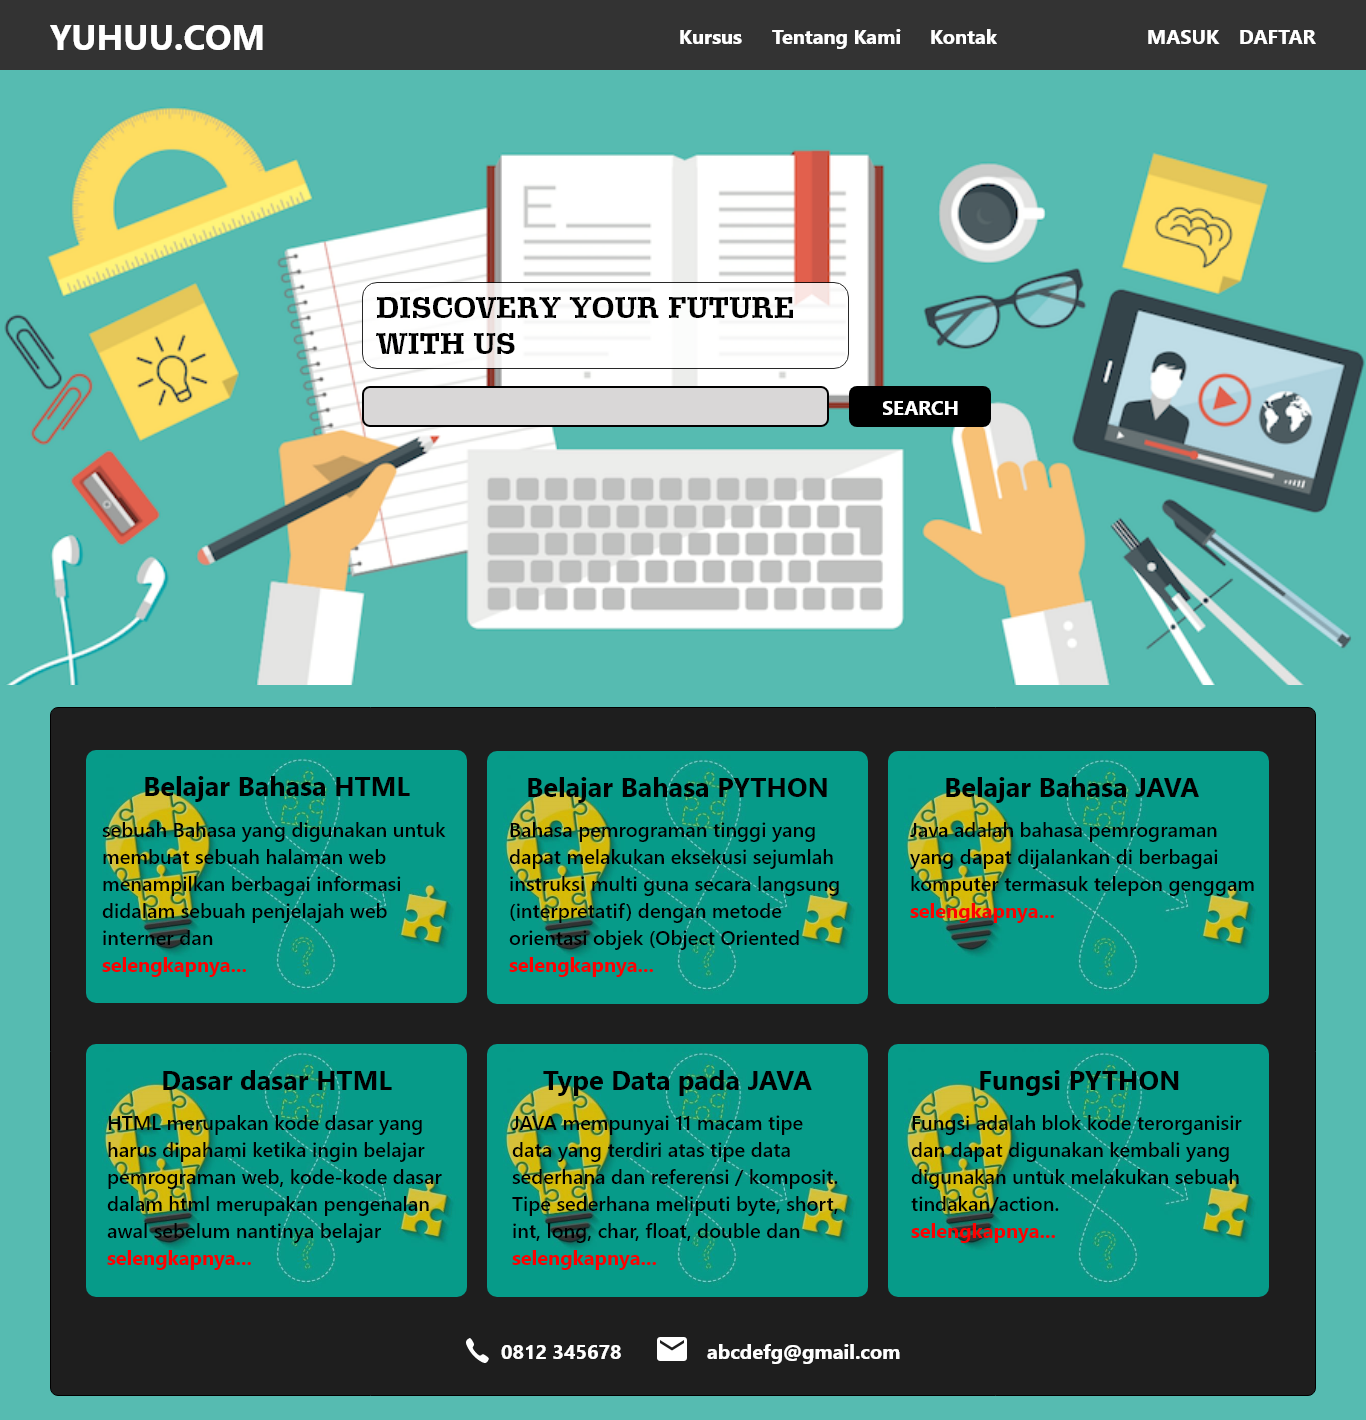 YUHUU.COM
Kursus Tentang Kami Kontak MASUK DAFTAR
E
DISCOVERY YOUR FUTURE
WITH US
SEARCH
Belajar Bahasa HTML
sebuah Bahasa yang digunakan untuk
membuat sebuah halaman web
menampilkan berbagai informasi
didalam sebuah penjelajah web
interner dan
selengkapnya...
Belajar Bahasa PYTHON
Bahasa pemrograman tinggi yang
dapat melakukan eksekusi sejumlah
instruksi multi guna secara langsung
(interpretatif) dengan metode
orientasi objek (Object Oriented
selengkapnya...
Belajar Bahasa JAVA
Java adalah bahasa pemrograman
yang dapat dijalankan di berbagai
komputer termasuk telepon genggam
selengkapnya...
Dasar dasar HTML
HTML merupakan kode dasar yang
harus dipahami ketika ingin belajar
pemrograman web, kode-kode dasar
dalam html merupakan pengenalan
awal sebelum nantinya belajar
selengkapnya...
Type Data pada JAVA
JAVA mempunyai 11 macam tipe
data yang terdiri atas tipe data
sederhana dan referensi / komposit.
Tipe sederhana meliputi byte, short,
int, long, char, float, double dan
selengkapnya...
Fungsi PYTHON
Fungsi adalah blok kode terorganisir
dan dapat digunakan kembali yang
digunakan untuk melakukan sebuah
tindakan/action.
selengkapnya...
0812 345678 abcdefg@gmail.com